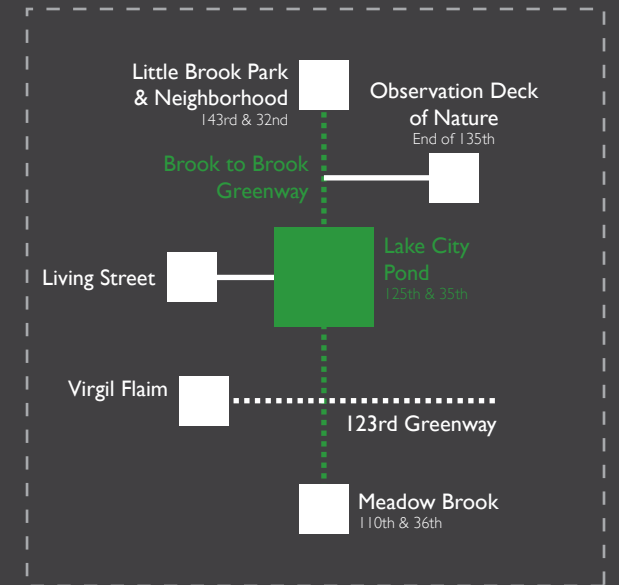 Little Brook Park
& Neighborhood
143rd & 32nd
Observation Deck
of Nature
End of 135th
Brook to Brook
Greenway
Lake City
Pond
125th & 35th
Living Street
Virgil Flaim
123rd Greenway
Meadow Brook
110th & 36th